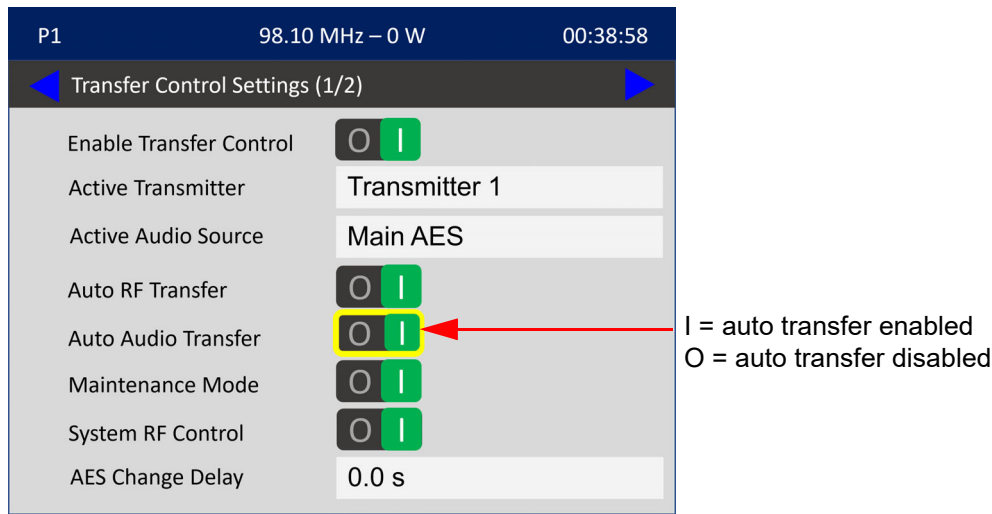 P1 98.10 MHz – 0 W 00:38:58
Transfer Control Settings (1/2)
Enable Transfer Control O I
Active Transmitter Transmitter 1
Active Audio Source Main AES
Auto RF Transfer O I
Auto Audio Transfer O I
I = auto transfer enabled
O = auto transfer disabled
Maintenance Mode O I
System RF Control O I
AES Change Delay 0.0 s